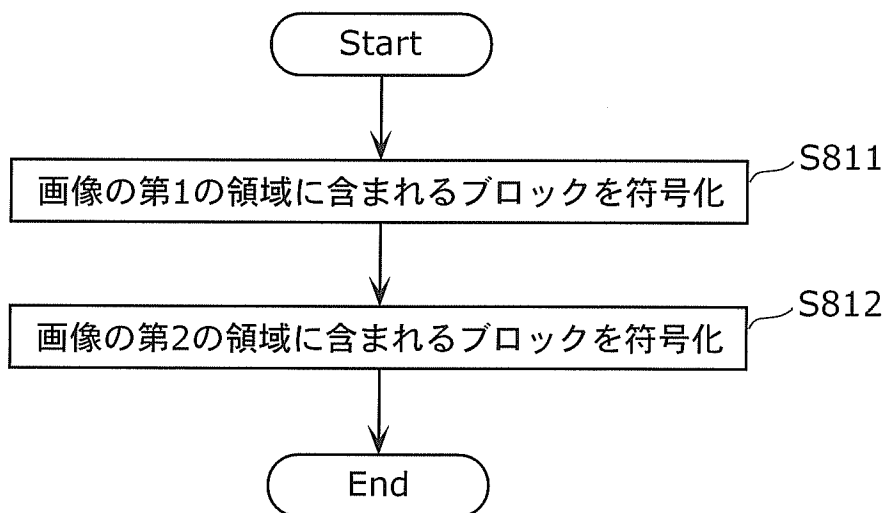 Start
画像の第1の領域に含まれるブロックを符号化
S811
画像の第2の領域に含まれるブロックを符号化
S812
End